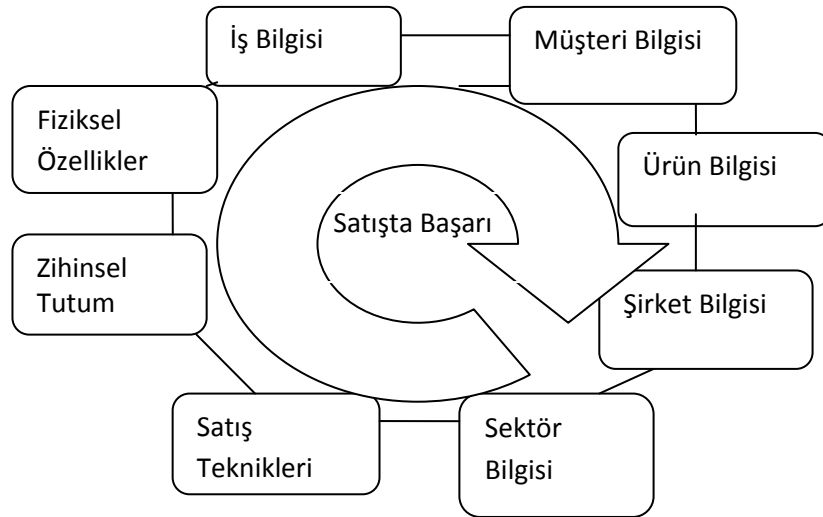 İş Bilgisi
Müşteri Bilgisi
Fiziksel
Özellikler
Ürün Bilgisi
Satışta Başarı
Zihinsel
Tutum
Şirket Bilgisi
Satış
Teknikleri
Sektör
Bilgisi